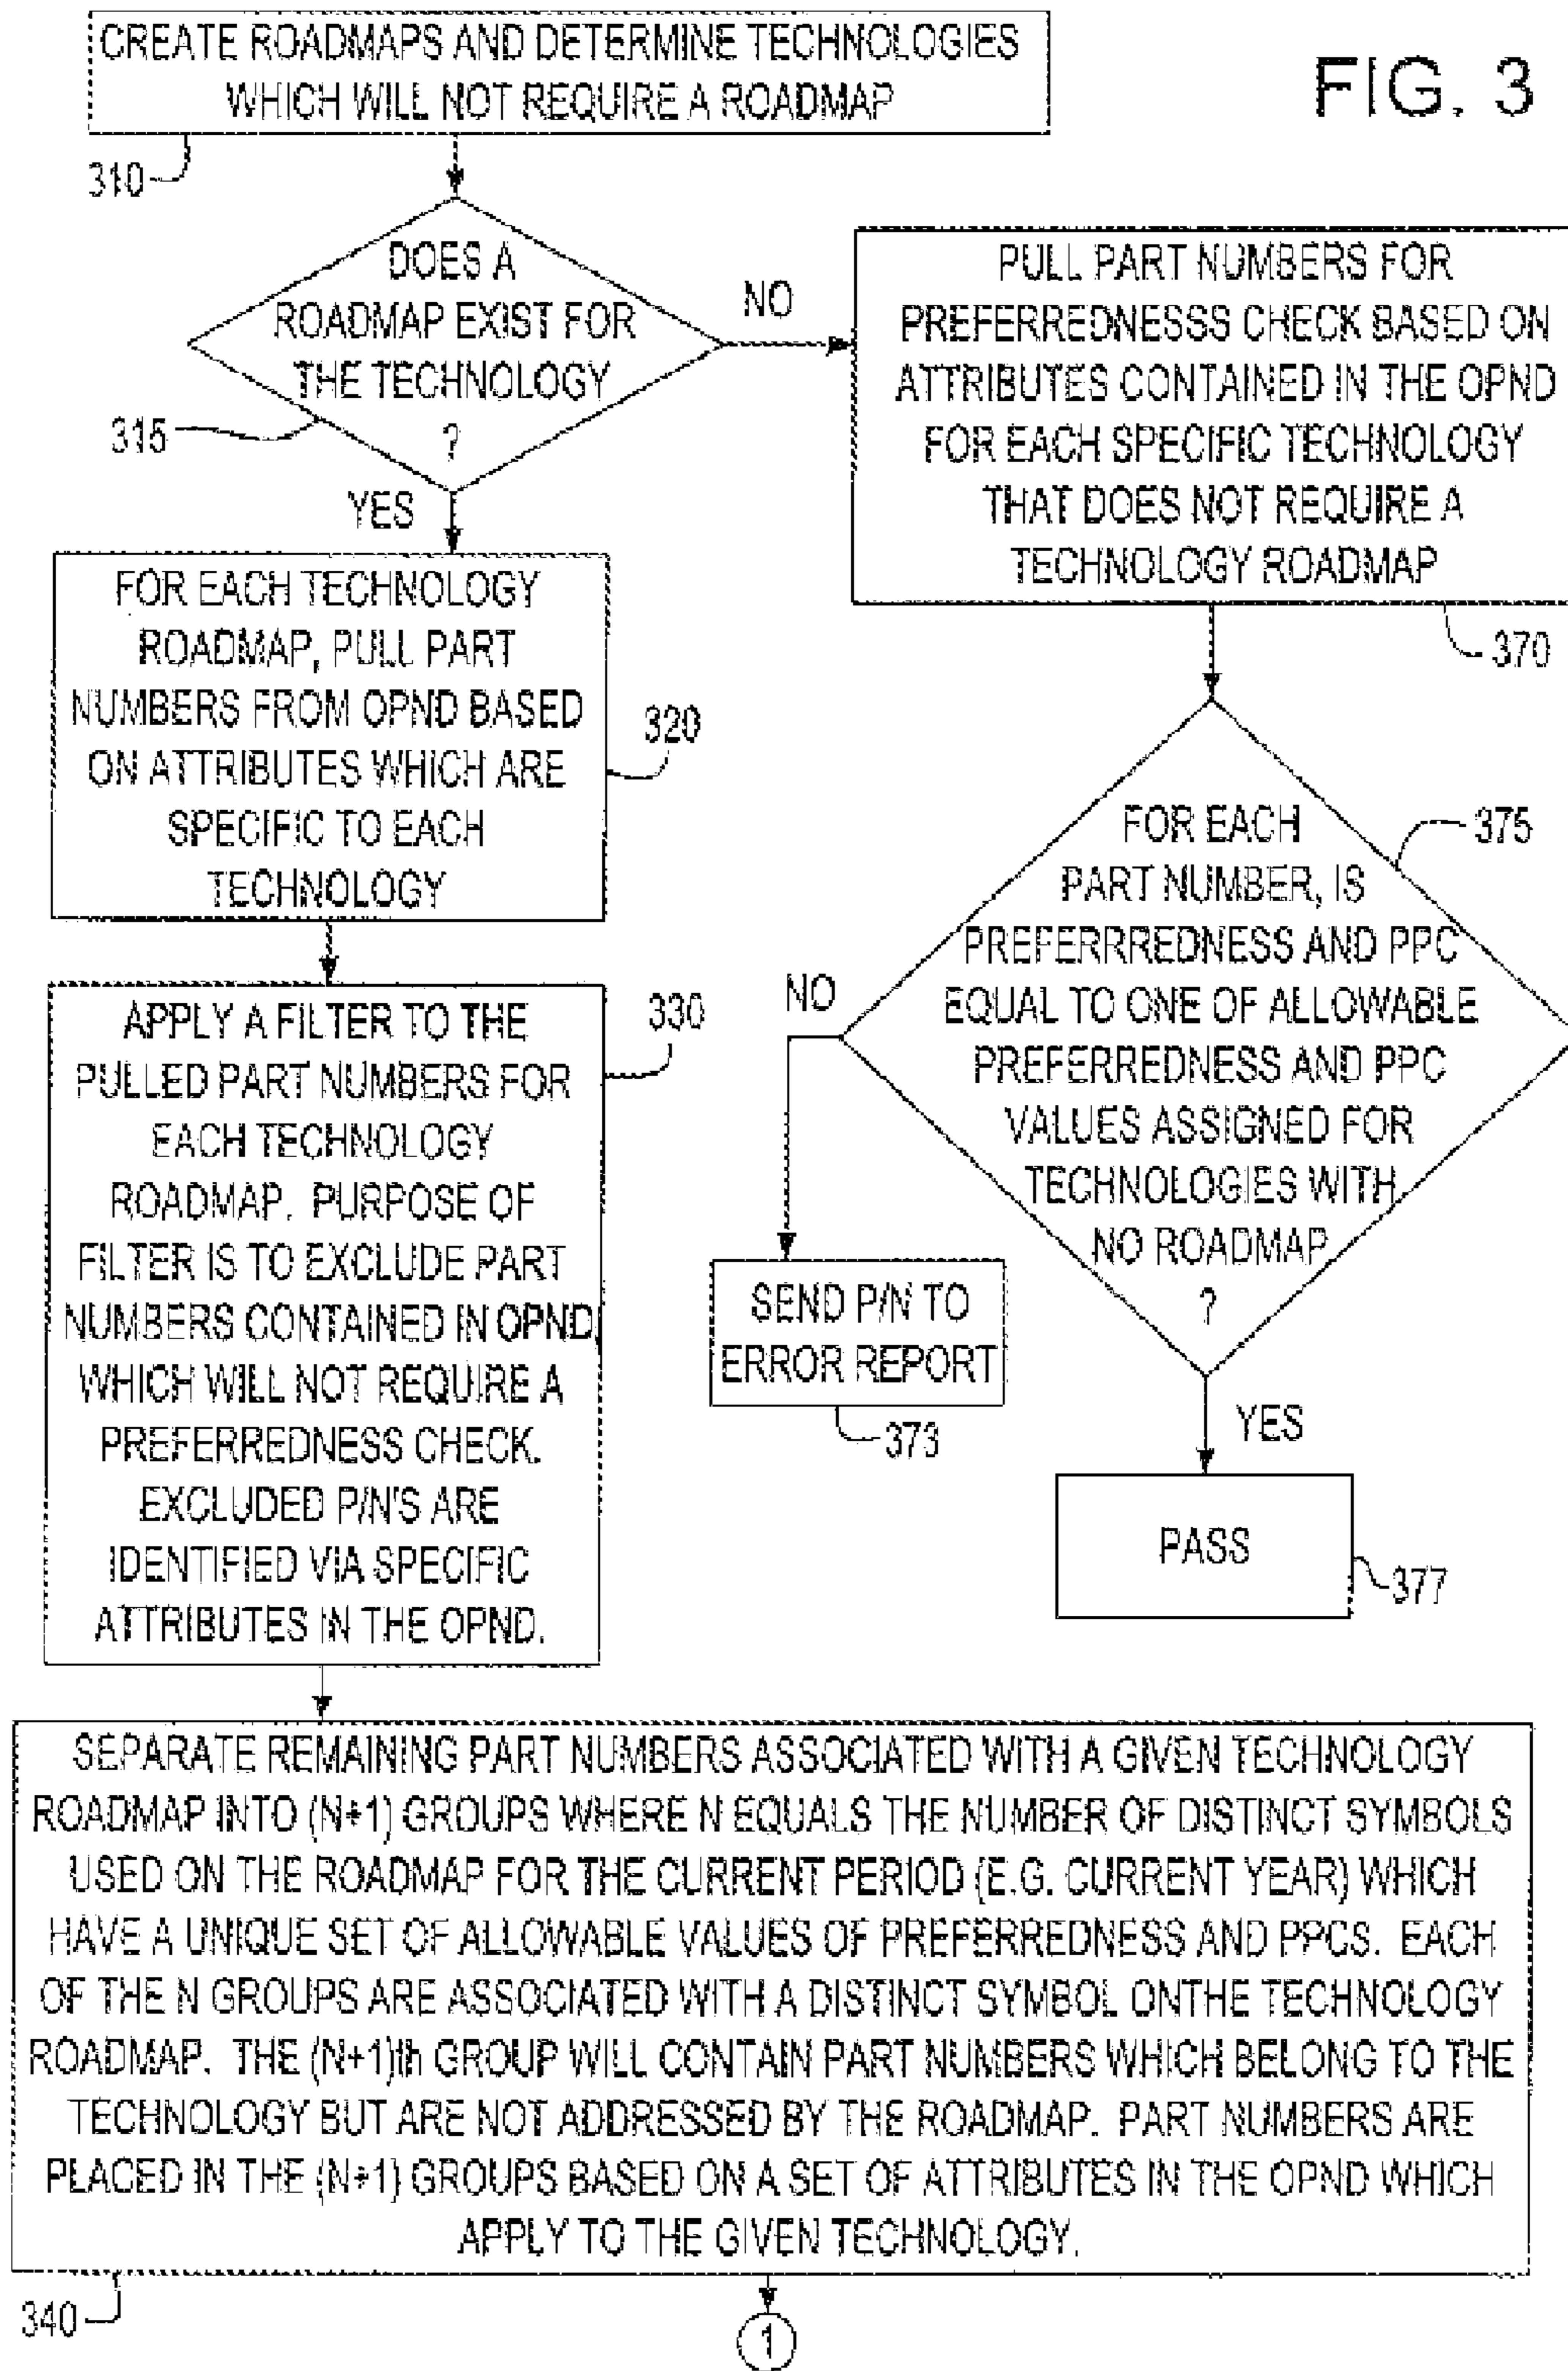 CREATE ROADMAPS AND DETERMINE TECHNOLOGIES
WHICH WILL NOT REQUIRE A ROADMAP
FIG. 3
310
DOES A
ROADMAP EXIST FOR
THE TECHNOLOGY
?
315
NO
YES
PULL PART NUMBERS FOR
PREFERREDNESSS CHECK BASED ON
ATTRIBUTES CONTAINED IN THE OPND
FOR EACH SPECIFIC TECHNOLOGY
THAT DOES NOT REQUIRE A
TECHNOLOGY ROADMAP
370
FOR EACH TECHNOLOGY
ROADMAP, PULL PART
NUMBERS FROM OPND BASED
ON ATTRIBUTES WHICH ARE
SPECIFIC TO EACH
TECHNOLOGY
320
FOR EACH
PART NUMBER, IS
PREFERRREDNESS AND PPC
EQUAL TO ONE OF ALLOWABLE
PREFERREDNESS AND PPC
VALUES ASSIGNED FOR
TECHNOLOGIES WITH
NO ROADMAP
?
375
NO
SEND P/N TO
ERROR REPORT
373
YES
PASS
377
APPLY A FILTER TO THE
PULLED PART NUMBERS FOR
EACH TECHNOLOGY
ROADMAP. PURPOSE OF
FILTER IS TO EXCLUDE PART
NUMBERS CONTAINED IN OPND,
WHICH WILL NOT REQUIRE A
PREFERREDNESS CHECK.
EXCLUDED P/N'S ARE
IDENTIFIED VIA SPECIFIC
ATTRIBUTES IN THE OPND.
330
SEPARATE REMAINING PART NUMBERS ASSOCIATED WITH A GIVEN TECHNOLOGY
ROADMAP INTO (N+1) GROUPS WHERE N EQUALS THE NUMBER OF DISTINCT SYMBOLS
USED ON THE ROADMAP FOR THE CURRENT PERIOD (E.G. CURRENT YEAR) WHICH
HAVE A UNIQUE SET OF ALLOWABLE VALUES OF PREFERREDNESS AND PPCS. EACH
OF THE N GROUPS ARE ASSOCIATED WITH A DISTINCT SYMBOL ONTHE TECHNOLOGY
ROADMAP. THE (N+1)th GROUP WILL CONTAIN PART NUMBERS WHICH BELONG TO THE
TECHNOLOGY BUT ARE NOT ADDRESSED BY THE ROADMAP. PART NUMBERS ARE
PLACED IN THE (N+1) GROUPS BASED ON A SET OF ATTRIBUTES IN THE OPND WHICH
APPLY TO THE GIVEN TECHNOLOGY.
340
1